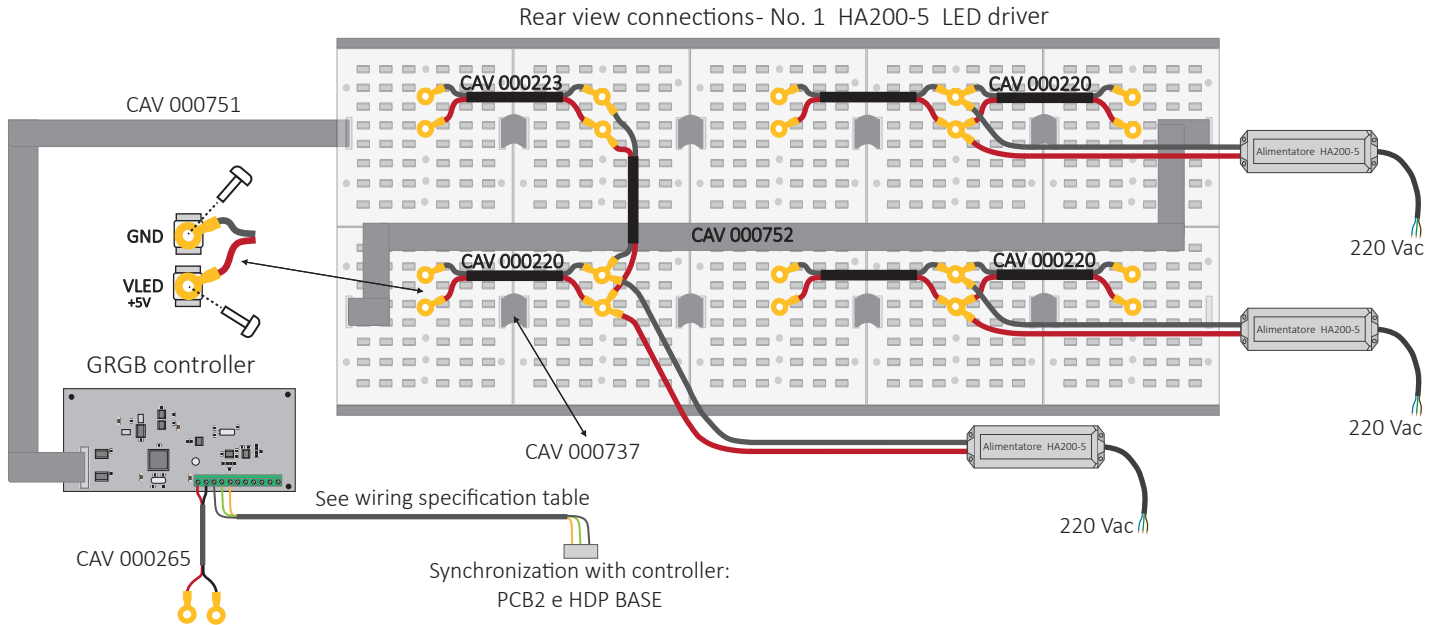 Rear view connections- No. 1 HA200-5 LED driver
CAV 000751
CAV 000223
CAV 000220
Alimentatore HA200-5
220 Vac
GND
VLED
+5V
CAV 000752
CAV 000220
CAV 000220
Alimentatore HA200-5
220 Vac
GRGB controller
CAV 000737
Alimentatore HA200-5
220 Vac
See wiring specification table
CAV 000265
Synchronization with controller:
PCB2 e HDP BASE